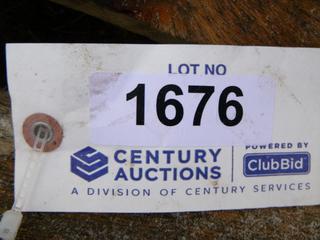 LOT NO
1676
CENTURY
AUCTIONS
POWERED BY
ClubBid
A DIVISION OF CENTURY SERVICES